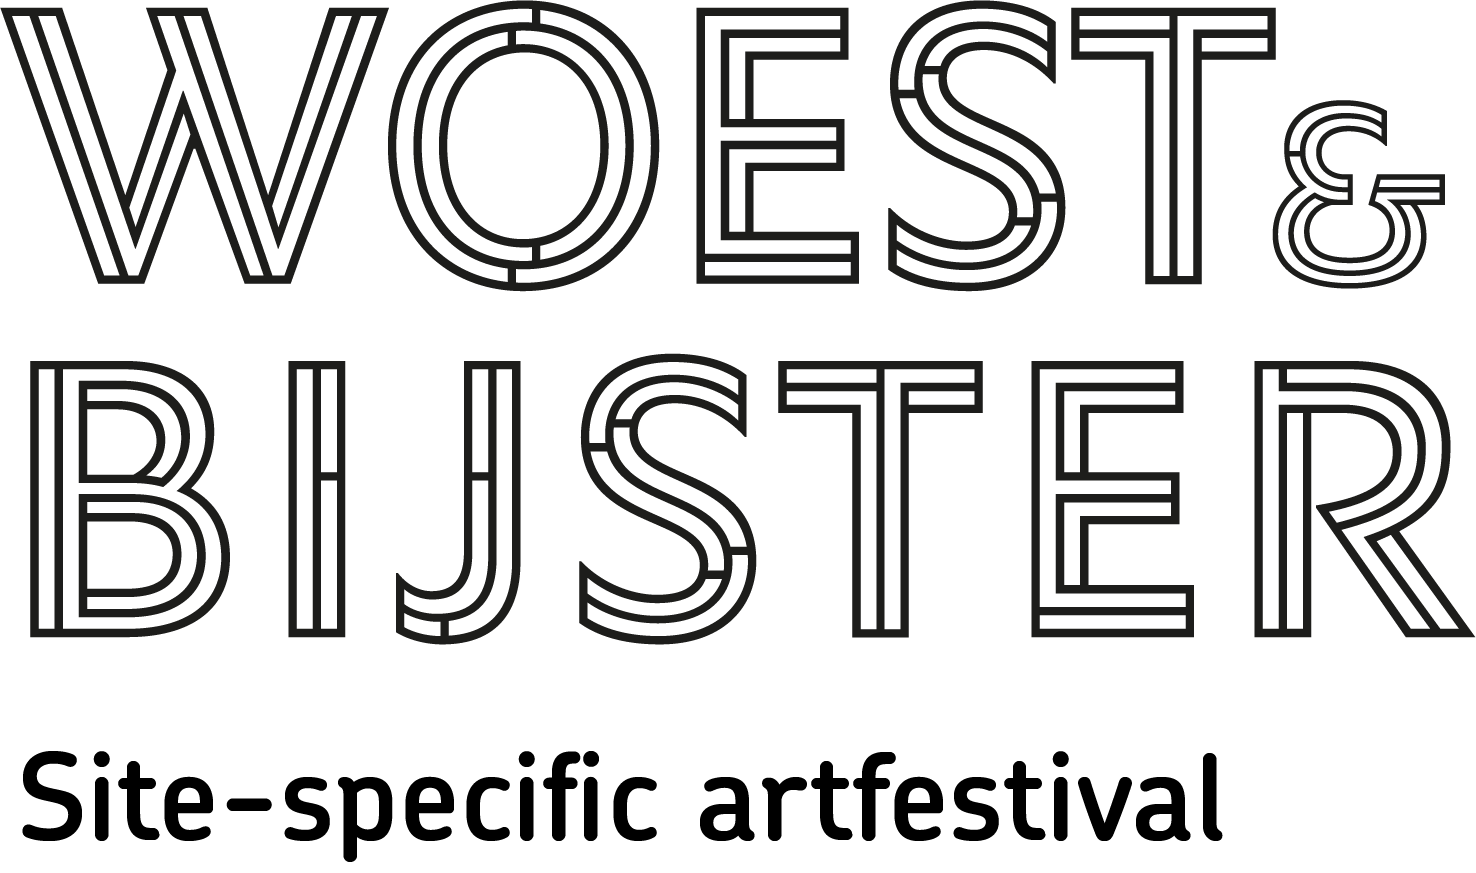 WOEST &
BIJSTER
Site-specific artfestival